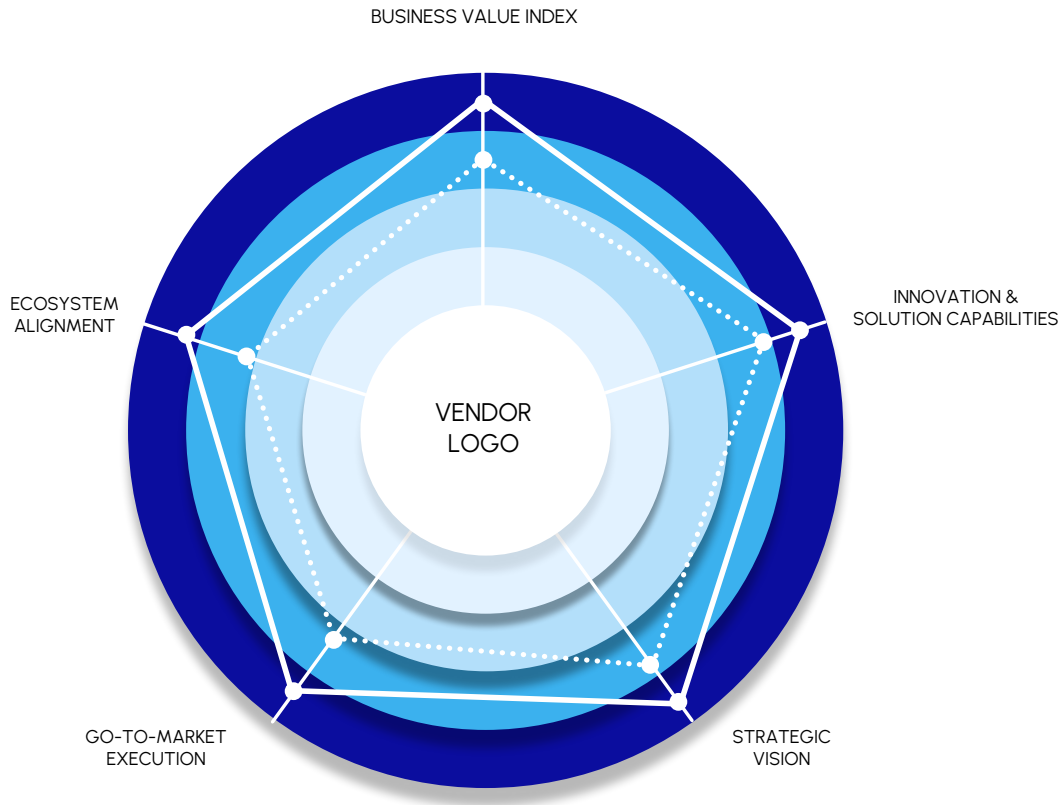 BUSINESS VALUE INDEX
ECOSYSTEM
ALIGNMENT
INNOVATION &
SOLUTION CAPABILITIES
VENDOR
LOGO
GO-TO-MARKET
EXECUTION
STRATEGIC
VISION